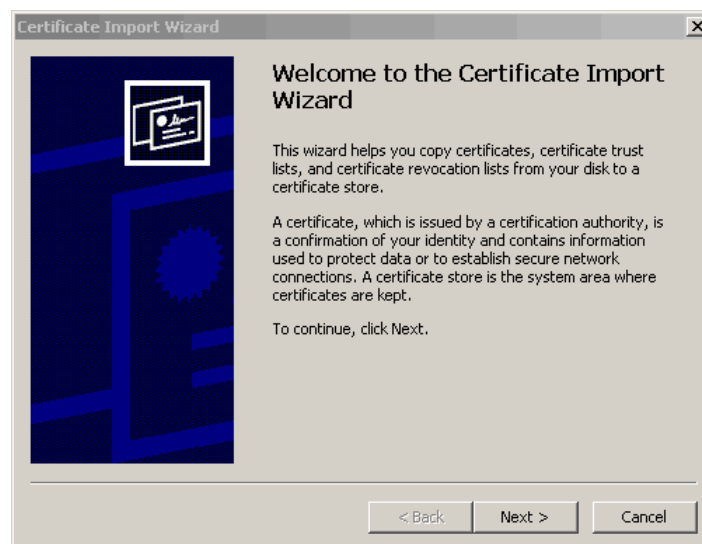 Certificate Import Wizard
Welcome to the Certificate Import
Wizard
This wizard helps you copy certificates, certificate trust
lists, and certificate revocation lists from your disk to a
certificate store.
A certificate, which is issued by a certification authority, is
a confirmation of your identity and contains information
used to protect data or to establish secure network
connections. A certificate store is the system area where
certificates are kept.
To continue, click Next.
< Back Next > Cancel